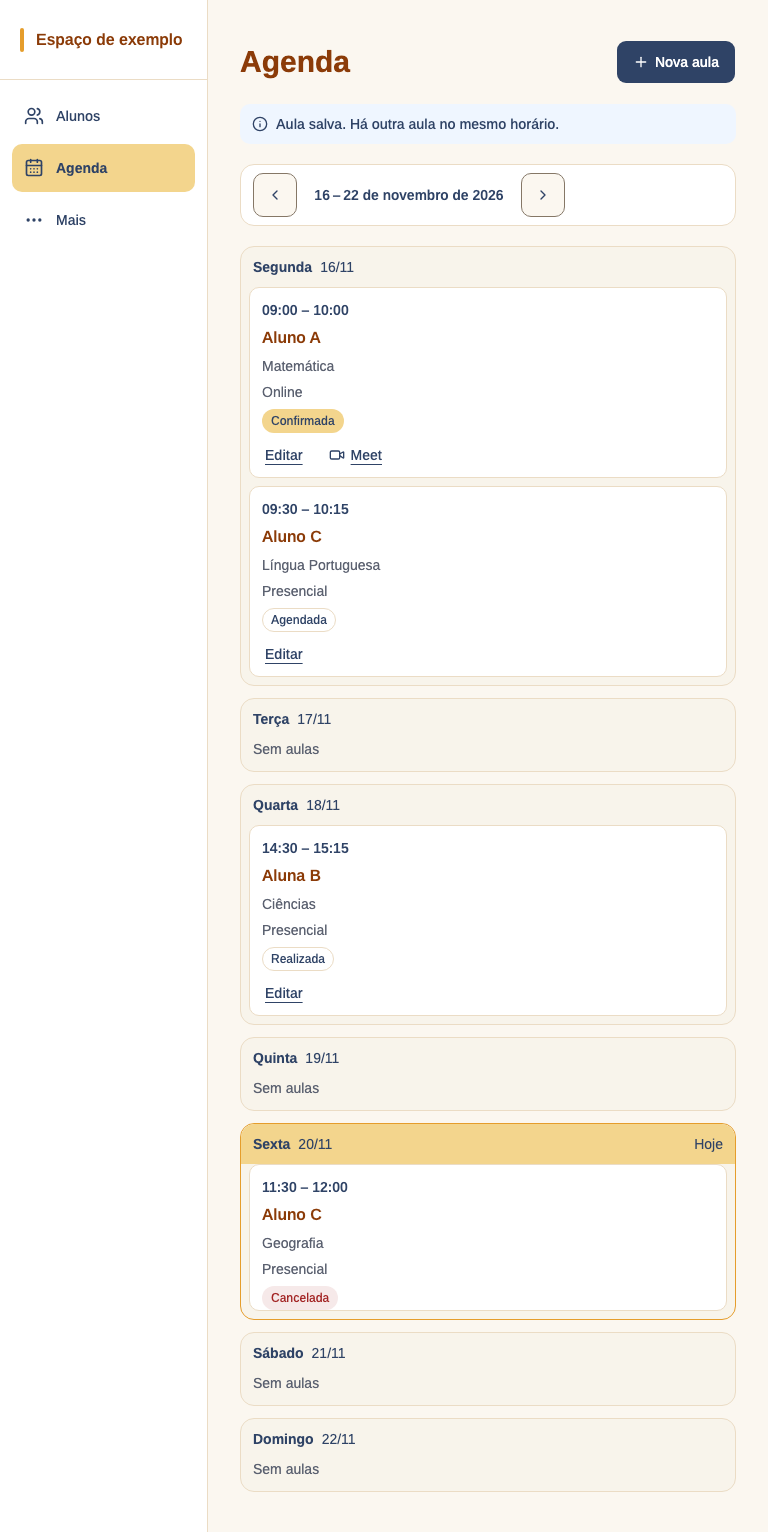 Espaço de exemplo
Alunos
Agenda
Mais
Agenda
Nova aula
Aula salva. Há outra aula no mesmo horário.
16 – 22 de novembro de 2026
Segunda 16/11
09:00 – 10:00
Aluno A
Matemática
Online
Confirmada
Editar Meet
09:30 – 10:15
Aluno C
Língua Portuguesa
Presencial
Agendada
Editar
Terça 17/11
Sem aulas
Quarta 18/11
14:30 – 15:15
Aluna B
Ciências
Presencial
Realizada
Editar
Quinta 19/11
Sem aulas
Sexta 20/11 Hoje
11:30 – 12:00
Aluno C
Geografia
Presencial
Cancelada
Sábado 21/11
Sem aulas
Domingo 22/11
Sem aulas